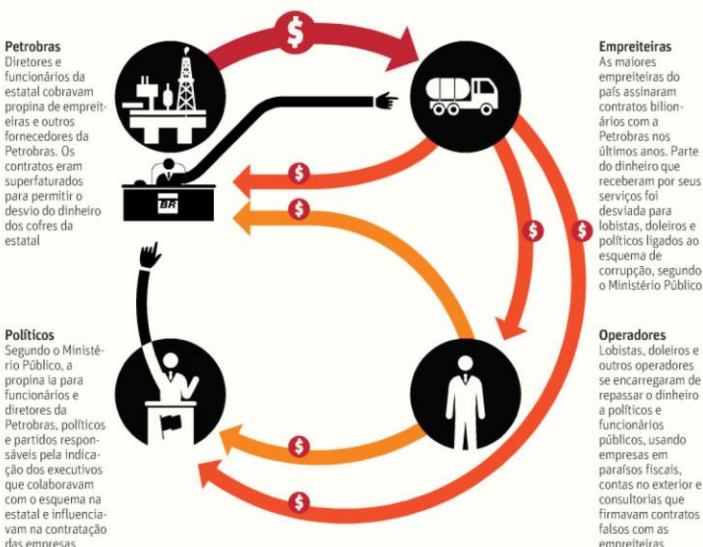 Petrobras
Diretores e
funcionários da
estatal cobravam
propina de empreit-
eiras e outros
fornecedores da
Petrobras. Os
contratos eram
superfaturados
para permitir o
desvio do dinheiro
dos cofres da
estatal
$
$
$
$
$
$
$
BR
Empreiteiras
As maiores
empreiteiras do
país assinaram
contratos bilion-
ários com a
Petrobras nos
últimos anos. Parte
do dinheiro que
receberam por seus
serviços foi
desviada para
lobistas, doleiros e
políticos ligados ao
esquema de
corrupção, segundo
o Ministério Público
Políticos
Segundo o Ministé-
rio Público, a
propina ia para
funcionários e
diretores da
Petrobras, políticos
e partidos respon-
sáveis pela indica-
ção dos executivos
que colaboravam
com o esquema na
estatal e influencia-
vam na contratação
das empresas
Operadores
Lobistas, doleiros e
outros operadores
se encarregaram de
repassar o dinheiro
a políticos e
funcionários
públicos, usando
empresas em
paraísos fiscais,
contas no exterior e
consultorias que
firmavam contratos
falsos com as
empreiteiras